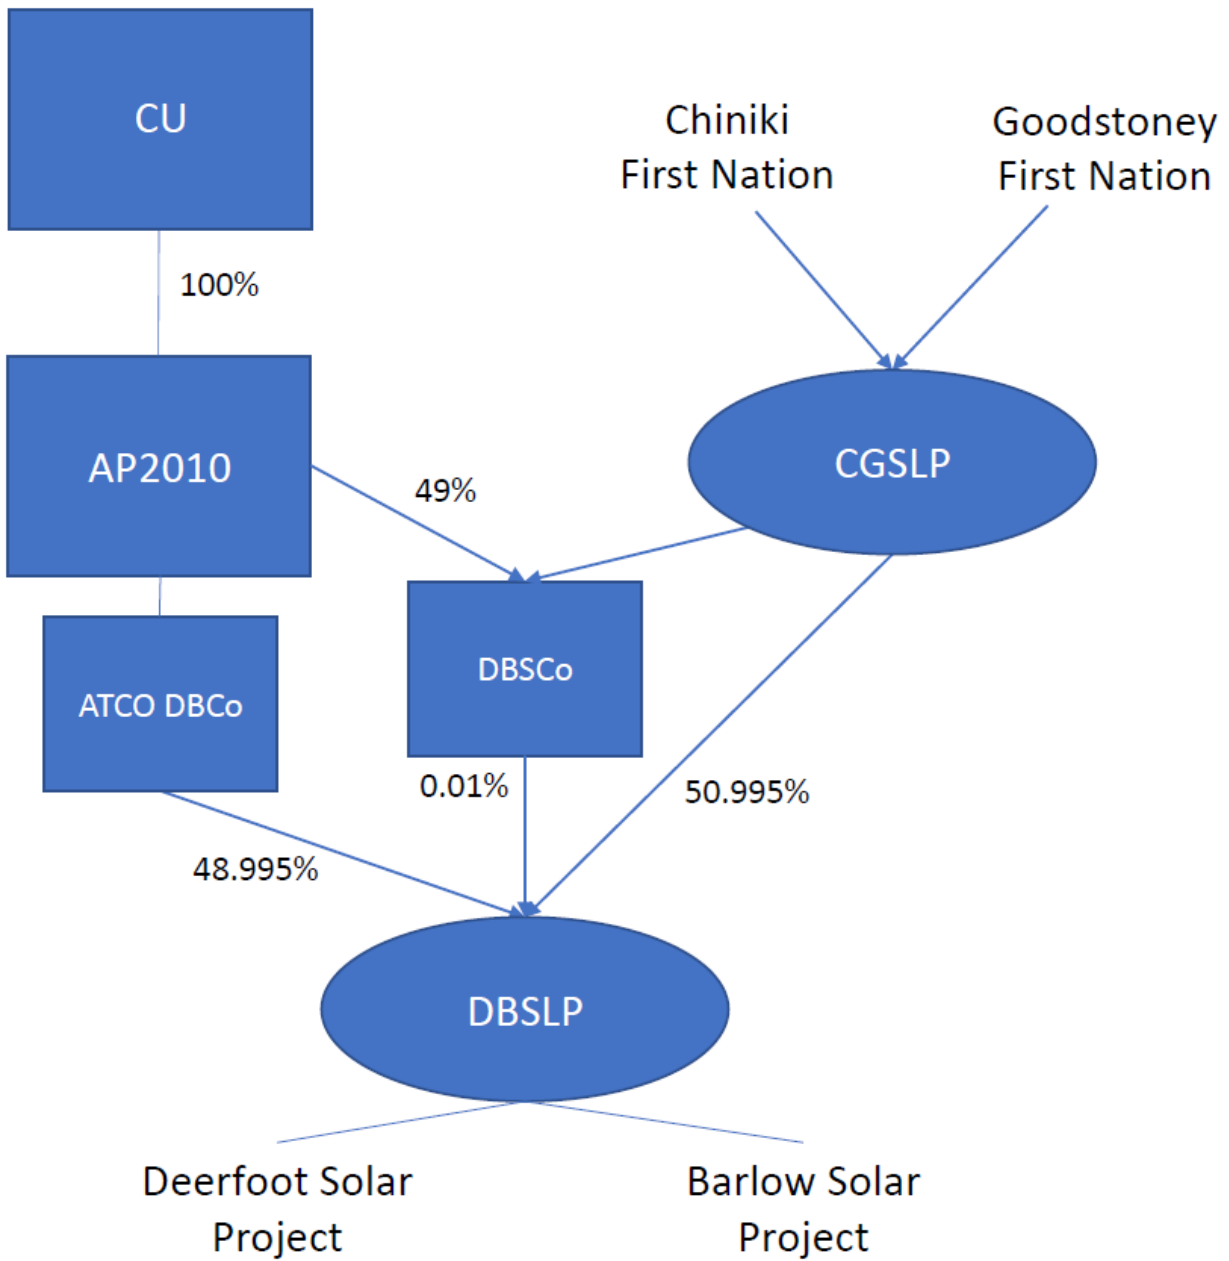 CU
Chiniki
First Nation
Goodstoney
First Nation
100%
AP2010
49%
CGSLP
ATCO DBCo
DBSCo
0.01%
50.995%
48.995%
DBSLP
Deerfoot Solar
Project
Barlow Solar
Project